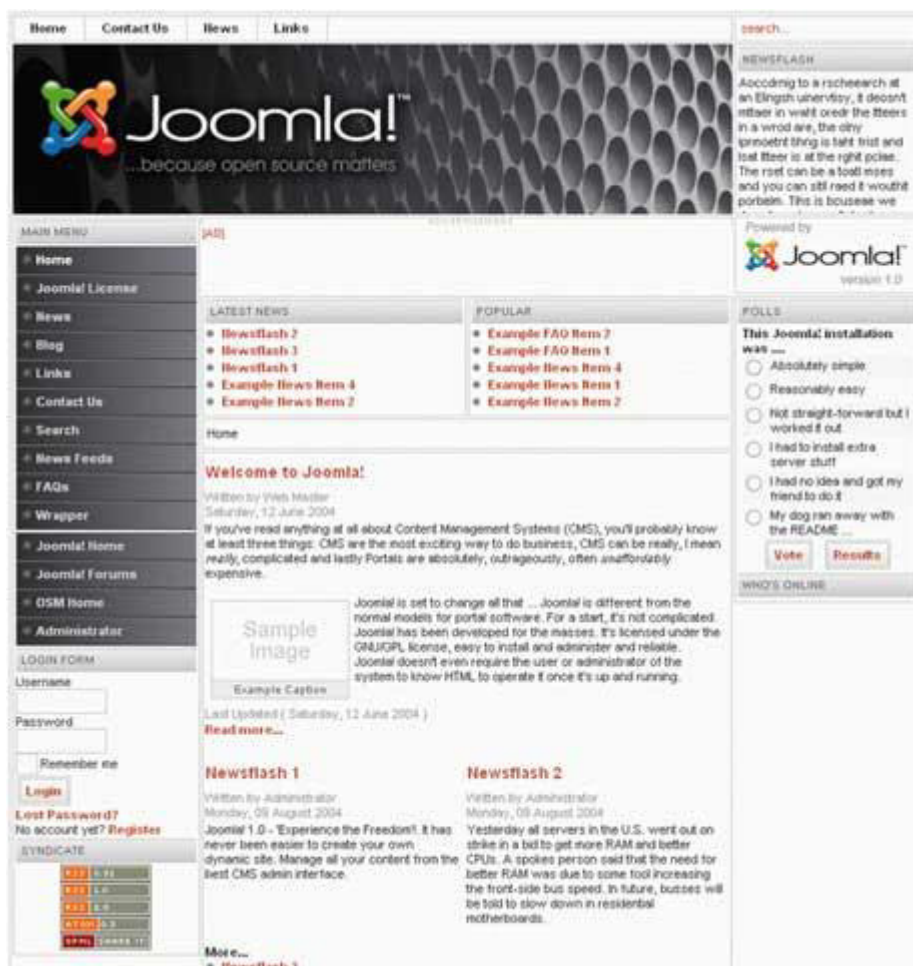 Home Contact Us News Links
search...
Joomla!™
...because open source matters
NEWSFLASH
Aoccdrnig to a rscheearch at
an Elingsh uinervtisy, it deosn't
mttaer in waht oredr the ltteers
in a wrod are, the olny
iprmoetnt tihng is taht frist and
lsat ltteer is at the rghit pclae.
The rset can be a toatl mses
and you can sitll raed it wouthit
porbelm. Tihs is bcuseae we
ADVERTISEMENT
[AD]
Powered by
Joomla!
version 1.0
MAIN MENU
Home
Joomla! License
News
Blog
Links
Contact Us
Search
News Feeds
FAQs
Wrapper
Joomla! Home
Joomla! Forums
OSM Home
Administrator
LOGIN FORM
Username
Password
Remember me
Login
Lost Password?
No account yet? Register
SYNDICATE
RSS 0.91
RSS 1.0
RSS 2.0
ATOM 0.3
OPML SHARE IT
LATEST NEWS
Newsflash 2
Newsflash 3
Newsflash 1
Example News Item 4
Example News Item 2
POPULAR
Example FAQ Item 2
Example FAQ Item 1
Example News Item 4
Example News Item 1
Example News Item 2
Home
Welcome to Joomla!
Written by Web Master
Saturday, 12 June 2004
If you've read anything at all about Content Management Systems (CMS), you'll probably know
at least three things: CMS are the most exciting way to do business, CMS can be really, I mean
really, complicated and lastly Portals are absolutely, outrageously, often unaffordably
expensive.
Sample
Image
Example Caption
Joomla! is set to change all that ... Joomla! is different from the
normal models for portal software. For a start, it's not complicated.
Joomla! has been developed for the masses. It's licensed under the
GNU/GPL license, easy to install and administer and reliable.
Joomla! doesn't even require the user or administrator of the
system to know HTML to operate it once it's up and running.
Last Updated ( Saturday, 12 June 2004 )
Read more...
Newsflash 1
Written by Administrator
Monday, 09 August 2004
Joomla! 1.0 - 'Experience the Freedom'!. It has
never been easier to create your own
dynamic site. Manage all your content from the
best CMS admin interface.
Newsflash 2
Written by Administrator
Monday, 09 August 2004
Yesterday all servers in the U.S. went out on
strike in a bid to get more RAM and better
CPUs. A spokes person said that the need for
better RAM was due to some fool increasing
the front-side bus speed. In future, busses will
be told to slow down in residential
motherboards.
More...
Newsflash 3
POLLS
This Joomla! installation
was ....
Absolutely simple
Reasonably easy
Not straight-forward but I
worked it out
I had to install extra
server stuff
I had no idea and got my
friend to do it
My dog ran away with
the README ...
Vote Results
WHO'S ONLINE